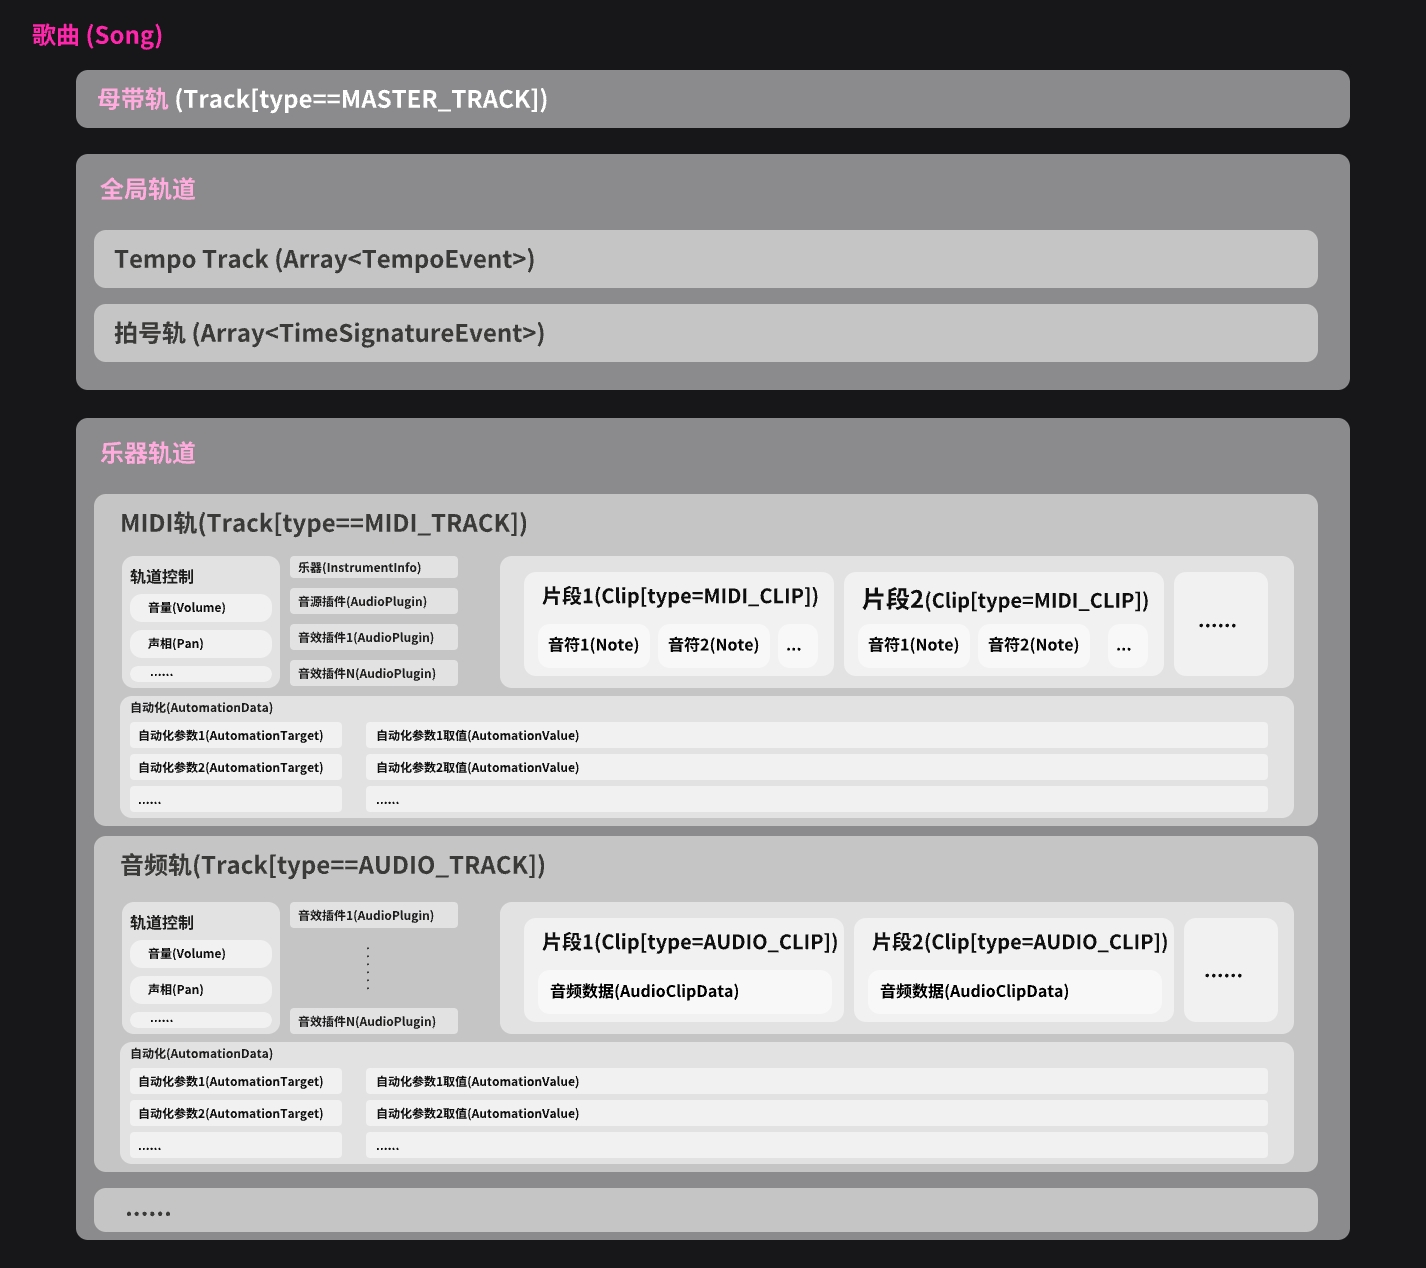 歌曲 (Song)
母带轨 (Track[type==MASTER_TRACK])
全局轨道
Tempo Track (Array<TempoEvent>)
拍号轨 (Array<TimeSignatureEvent>)
乐器轨道
MIDI轨(Track[type==MIDI_TRACK])
轨道控制
音量(Volume)
声相(Pan)
......
乐器(InstrumentInfo)
音源插件(AudioPlugin)
音效插件1(AudioPlugin)
音效插件N(AudioPlugin)
片段1(Clip[type=MIDI_CLIP])
音符1(Note)
音符2(Note)
...
片段2(Clip[type=MIDI_CLIP])
音符1(Note)
音符2(Note)
...
......
自动化(AutomationData)
自动化参数1(AutomationTarget)
自动化参数1取值(AutomationValue)
自动化参数2(AutomationTarget)
自动化参数2取值(AutomationValue)
......
......
音频轨(Track[type==AUDIO_TRACK])
轨道控制
音量(Volume)
声相(Pan)
......
音效插件1(AudioPlugin)
......
音效插件N(AudioPlugin)
片段1(Clip[type=AUDIO_CLIP])
音频数据(AudioClipData)
片段2(Clip[type=AUDIO_CLIP])
音频数据(AudioClipData)
......
自动化(AutomationData)
自动化参数1(AutomationTarget)
自动化参数1取值(AutomationValue)
自动化参数2(AutomationTarget)
自动化参数2取值(AutomationValue)
......
......
......